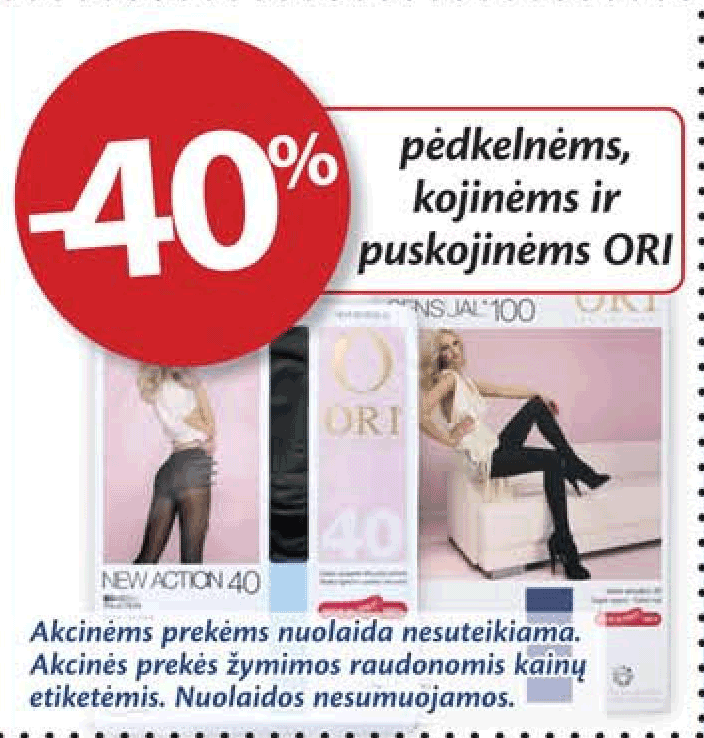 -40%
pėdkelnėms,
kojinėms ir
puskojinėms ORI
SENSJAL 100
ORI
ORI
40
NEW ACTION 40
Akcinėms prekėms nuolaida nesuteikiama.
Akcinės prekės žymimos raudonomis kainų
etiketėmis. Nuolaidos nesumuojamos.